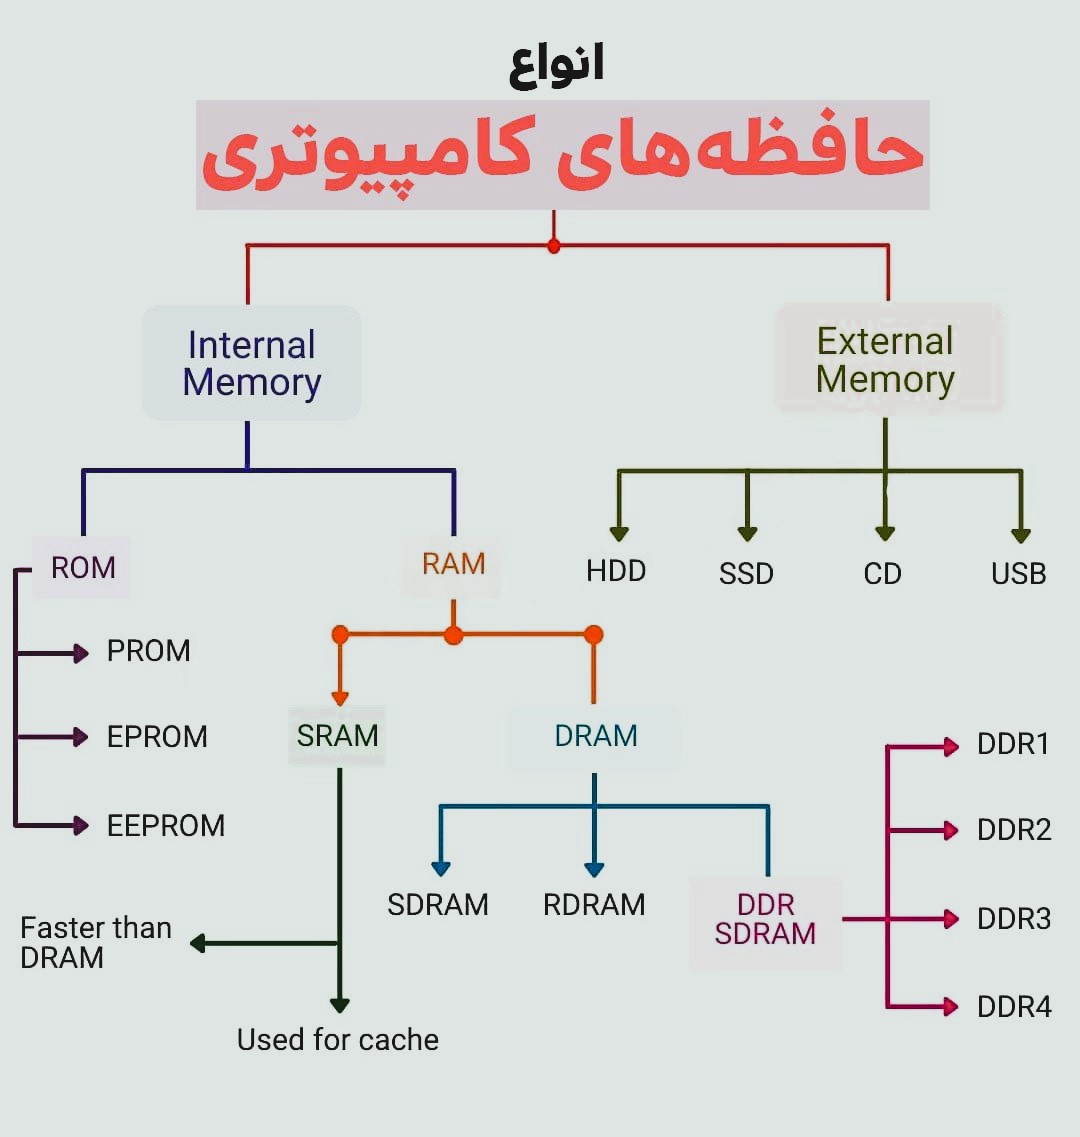 انواع
حافظه‌های کامپیوتری
Internal
Memory
External
Memory
ROM
RAM
HDD
SSD
CD
USB
PROM
EPROM
EEPROM
SRAM
DRAM
Faster than
DRAM
Used for cache
SDRAM
RDRAM
DDR
SDRAM
DDR1
DDR2
DDR3
DDR4